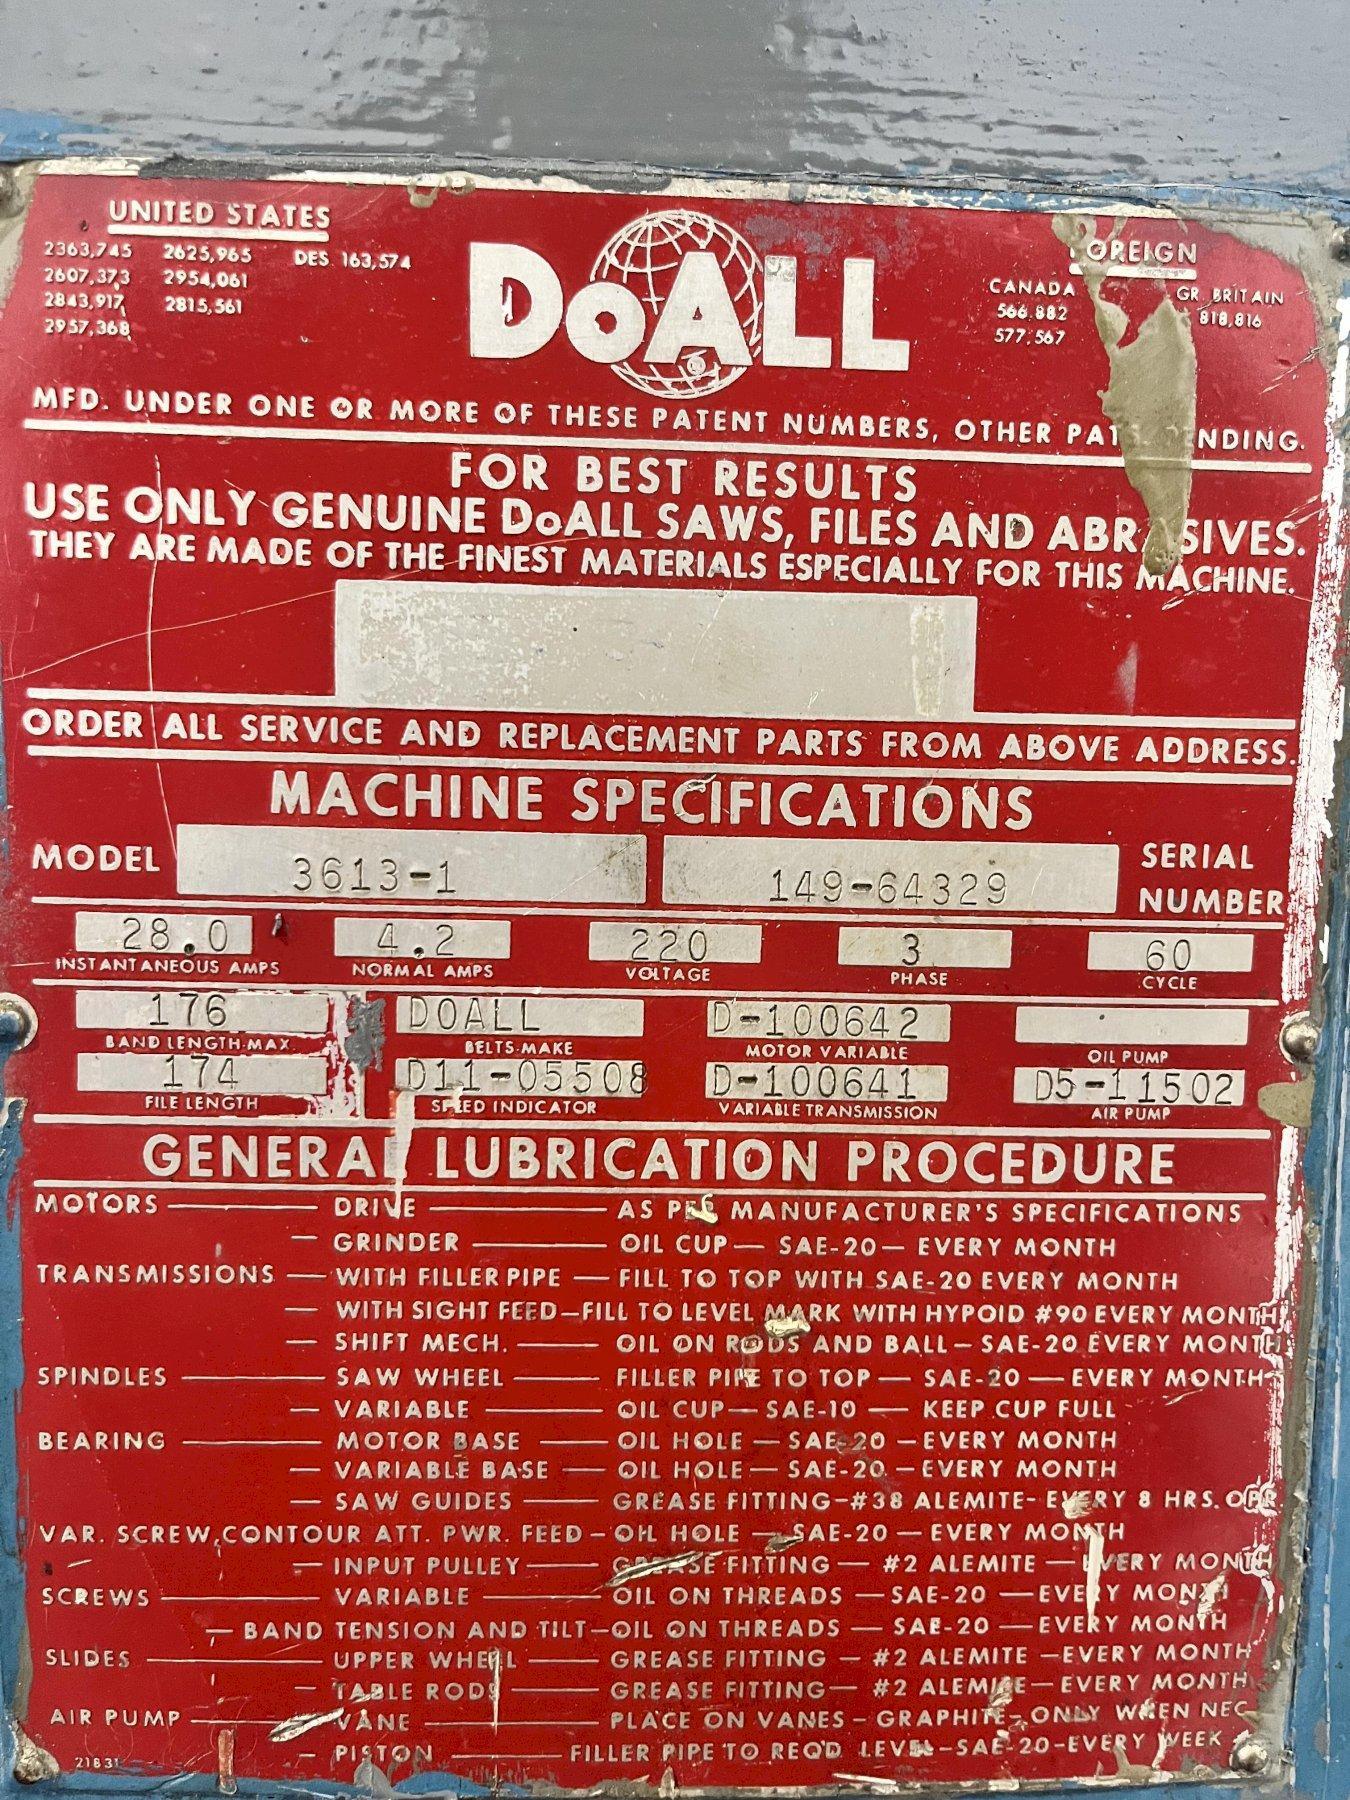 UNITED STATES
2363,745 2625,965 DES. 163,574
2607,373 2954,061
2843,917 2815,561
2957,368
DoALL
FOREIGN
CANADA GR. BRITAIN
566.882 818,816
577,567
MFD. UNDER ONE OR MORE OF THESE PATENT NUMBERS, OTHER PATS. PENDING.
FOR BEST RESULTS
USE ONLY GENUINE DoALL SAWS, FILES AND ABRASIVES.
THEY ARE MADE OF THE FINEST MATERIALS ESPECIALLY FOR THIS MACHINE.
ORDER ALL SERVICE AND REPLACEMENT PARTS FROM ABOVE ADDRESS.
MACHINE SPECIFICATIONS
MODEL 3613-1 149-64329 SERIAL NUMBER
28.0 4.2 220 3 60
INSTANTANEOUS AMPS NORMAL AMPS VOLTAGE PHASE CYCLE
176 DOALL D-100642
BAND LENGTH-MAX. BELTS-MAKE MOTOR VARIABLE OIL PUMP
174 D11-05508 D-100641 D5-11502
FILE LENGTH SPEED INDICATOR VARIABLE TRANSMISSION AIR PUMP
GENERAL LUBRICATION PROCEDURE
MOTORS — DRIVE — AS PER MANUFACTURER'S SPECIFICATIONS
— GRINDER — OIL CUP — SAE-20 — EVERY MONTH
TRANSMISSIONS — WITH FILLER PIPE — FILL TO TOP WITH SAE-20 EVERY MONTH
— WITH SIGHT FEED — FILL TO LEVEL MARK WITH HYPOID #90 EVERY MONTH
— SHIFT MECH. — OIL ON RODS AND BALL — SAE-20 EVERY MONTH
SPINDLES — SAW WHEEL — FILLER PIPE TO TOP — SAE-20 — EVERY MONTH
— VARIABLE — OIL CUP — SAE-10 — KEEP CUP FULL
BEARING — MOTOR BASE — OIL HOLE — SAE-20 — EVERY MONTH
— VARIABLE BASE — OIL HOLE — SAE-20 — EVERY MONTH
— SAW GUIDES — GREASE FITTING-#38 ALEMITE- EVERY 8 HRS. OPR.
VAR. SCREW, CONTOUR ATT. PWR. FEED — OIL HOLE — SAE-20 — EVERY MONTH
— INPUT PULLEY — GREASE FITTING — #2 ALEMITE — EVERY MONTH
SCREWS — VARIABLE — OIL ON THREADS — SAE-20 — EVERY MONTH
— BAND TENSION AND TILT — OIL ON THREADS — SAE-20 — EVERY MONTH
SLIDES — UPPER WHEEL — GREASE FITTING — #2 ALEMITE — EVERY MONTH
— TABLE RODS — GREASE FITTING — #2 ALEMITE — EVERY MONTH
AIR PUMP — VANE — PLACE ON VANES — GRAPHITE — ONLY WHEN NEC.
— PISTON — FILLER PIPE TO REQD. LEVEL-SAE-20-EVERY WEEK
21831